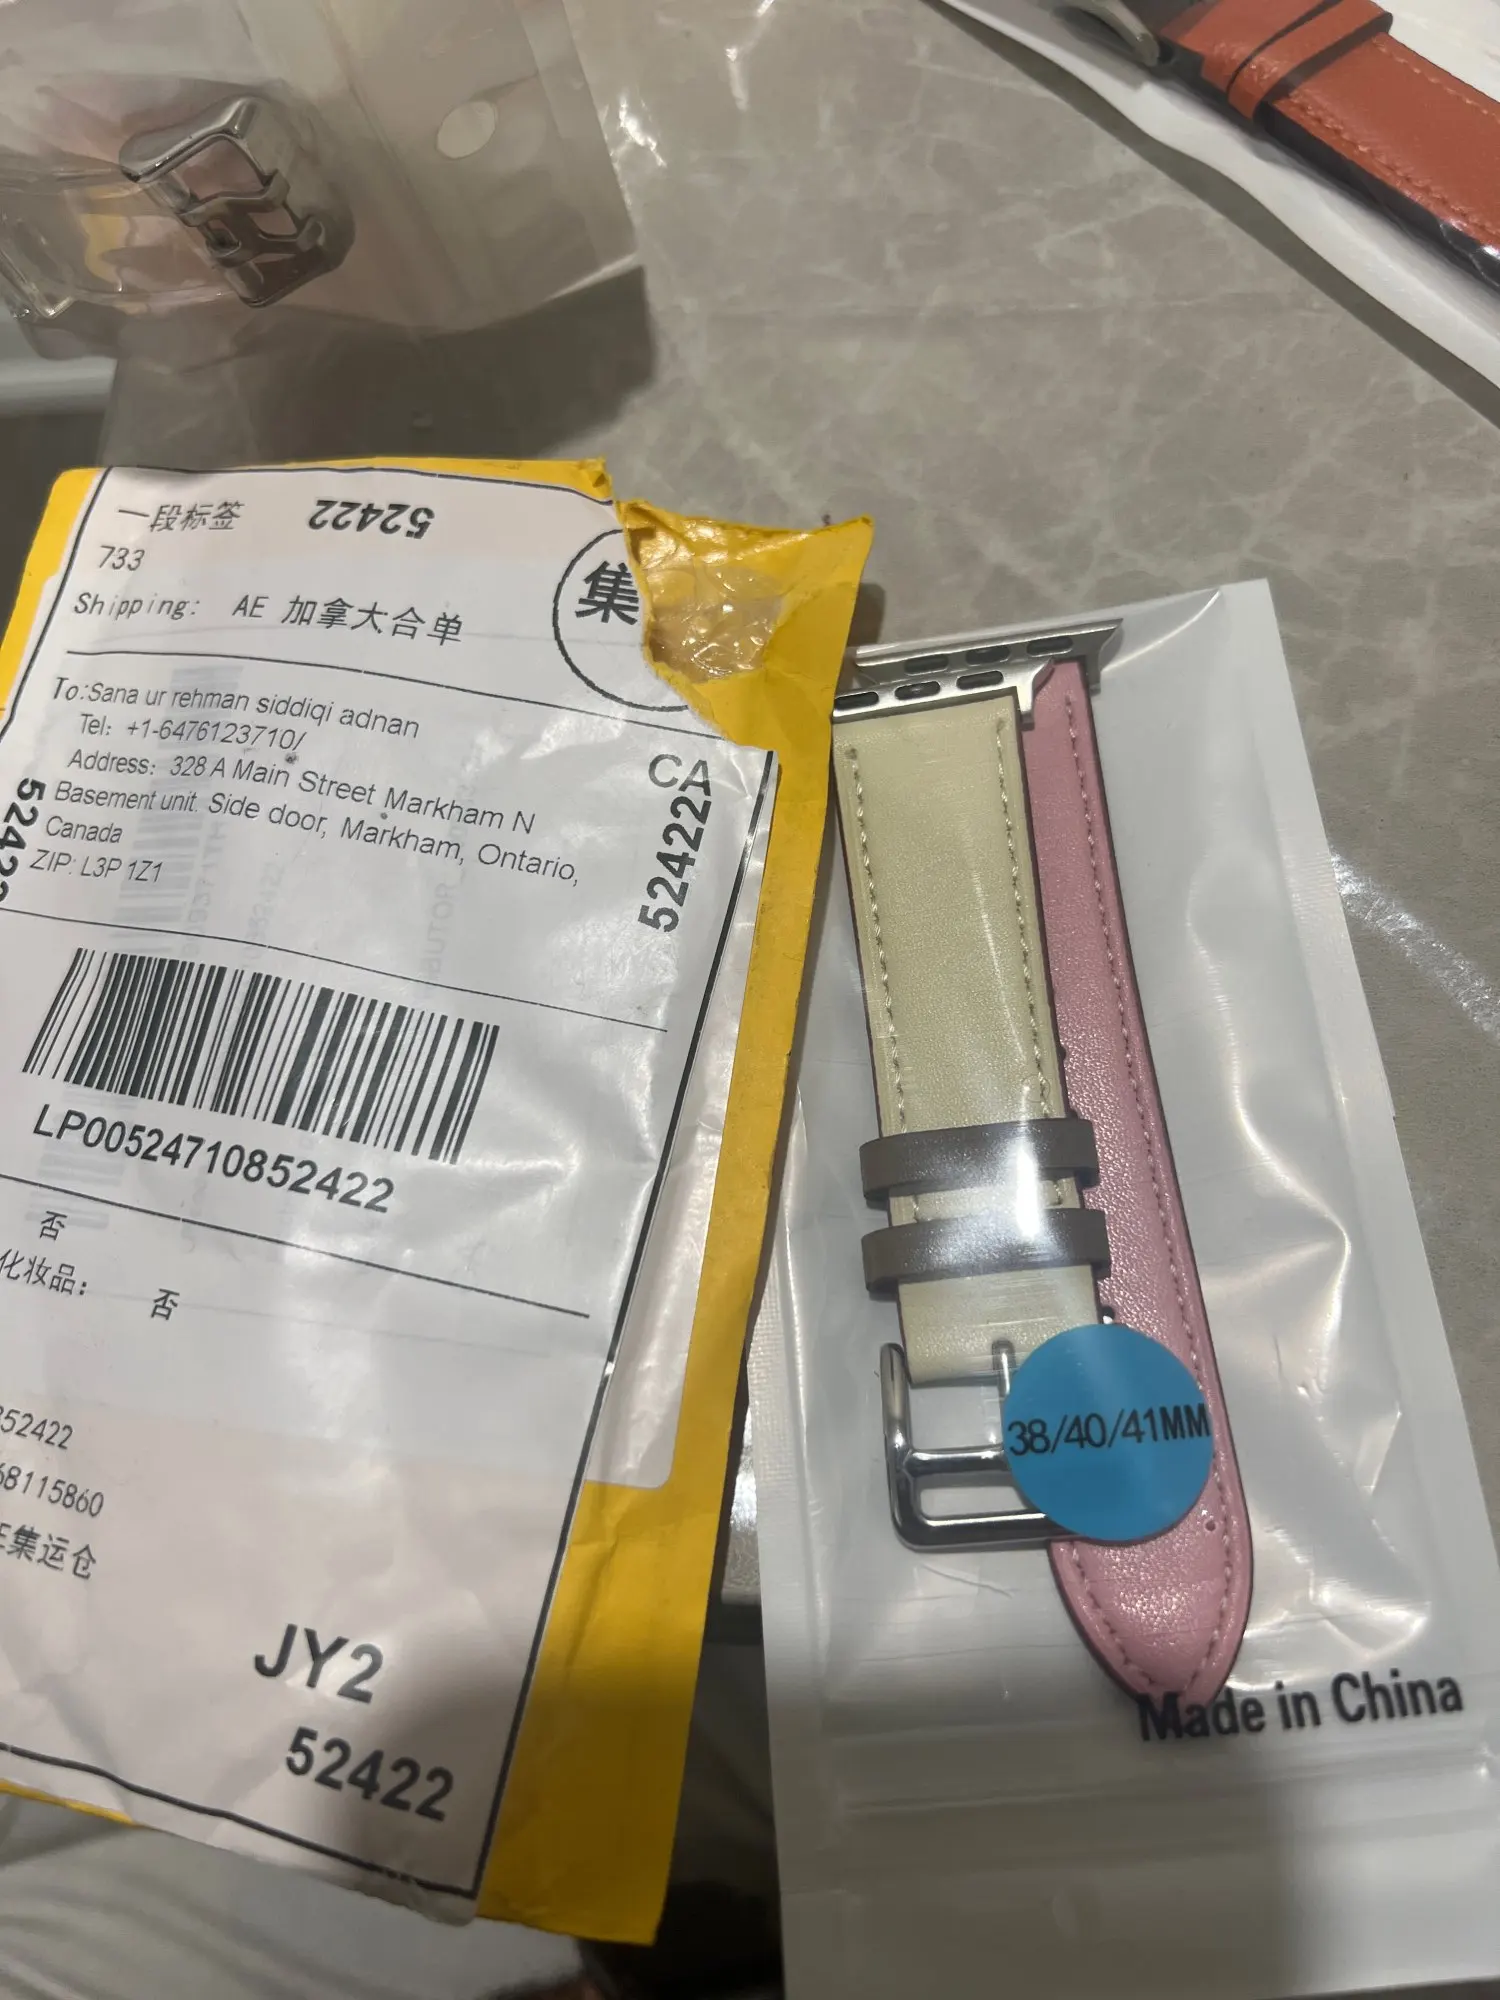 一段标签 52422
733
集
Shipping: AE 加拿大合单
To:Sana ur rehman siddiqi adnan
Tel: +1-6476123710/
Address: 328 A Main Street Markham N
Basement unit. Side door, Markham, Ontario,
Canada
ZIP: L3P 1Z1
CA
52422
52422
LP00524710852422
否
化妆品: 否
52422
68115860
集运仓
JY2
52422
38/40/41MM
Made in China